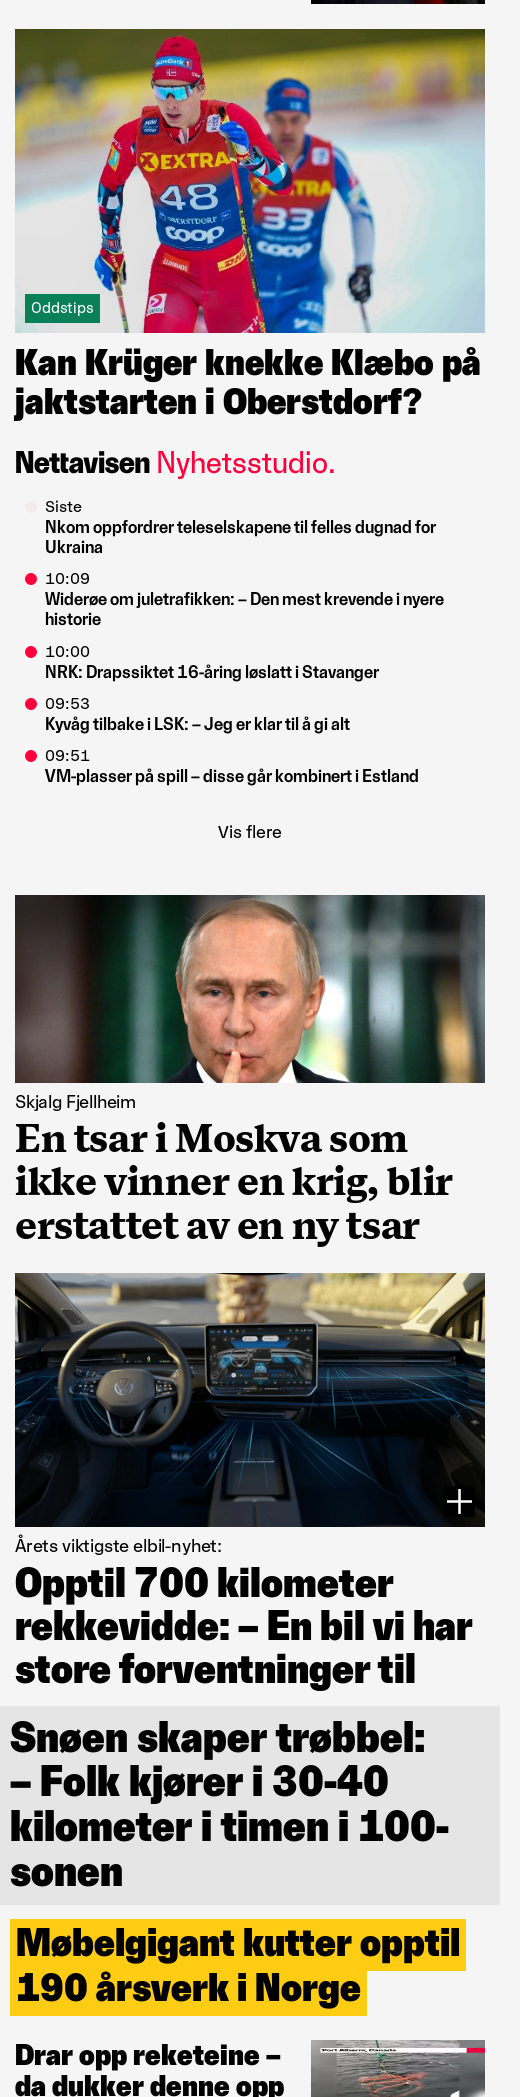 EXTRA
48
OBERSTDORF
coop
DHL
EXTRA
33
coop
Oddstips
Kan Krüger knekke Klæbo på
jaktstarten i Oberstdorf?
Nettavisen Nyhetsstudio.
Siste
Nkom oppfordrer teleselskapene til felles dugnad for
Ukraina
10:09
Widerøe om juletrafikken: – Den mest krevende i nyere
historie
10:00
NRK: Drapssiktet 16-åring løslatt i Stavanger
09:53
Kyvåg tilbake i LSK: – Jeg er klar til å gi alt
09:51
VM-plasser på spill – disse går kombinert i Estland
Vis flere
Skjalg Fjellheim
En tsar i Moskva som
ikke vinner en krig, blir
erstattet av en ny tsar
Årets viktigste elbil-nyhet:
Opptil 700 kilometer
rekkevidde: – En bil vi har
store forventninger til
Snøen skaper trøbbel:
– Folk kjører i 30-40
kilometer i timen i 100-
sonen
Møbelgigant kutter opptil
190 årsverk i Norge
Drar opp reketeine –
da dukker denne opp
Port Alberni, Canada